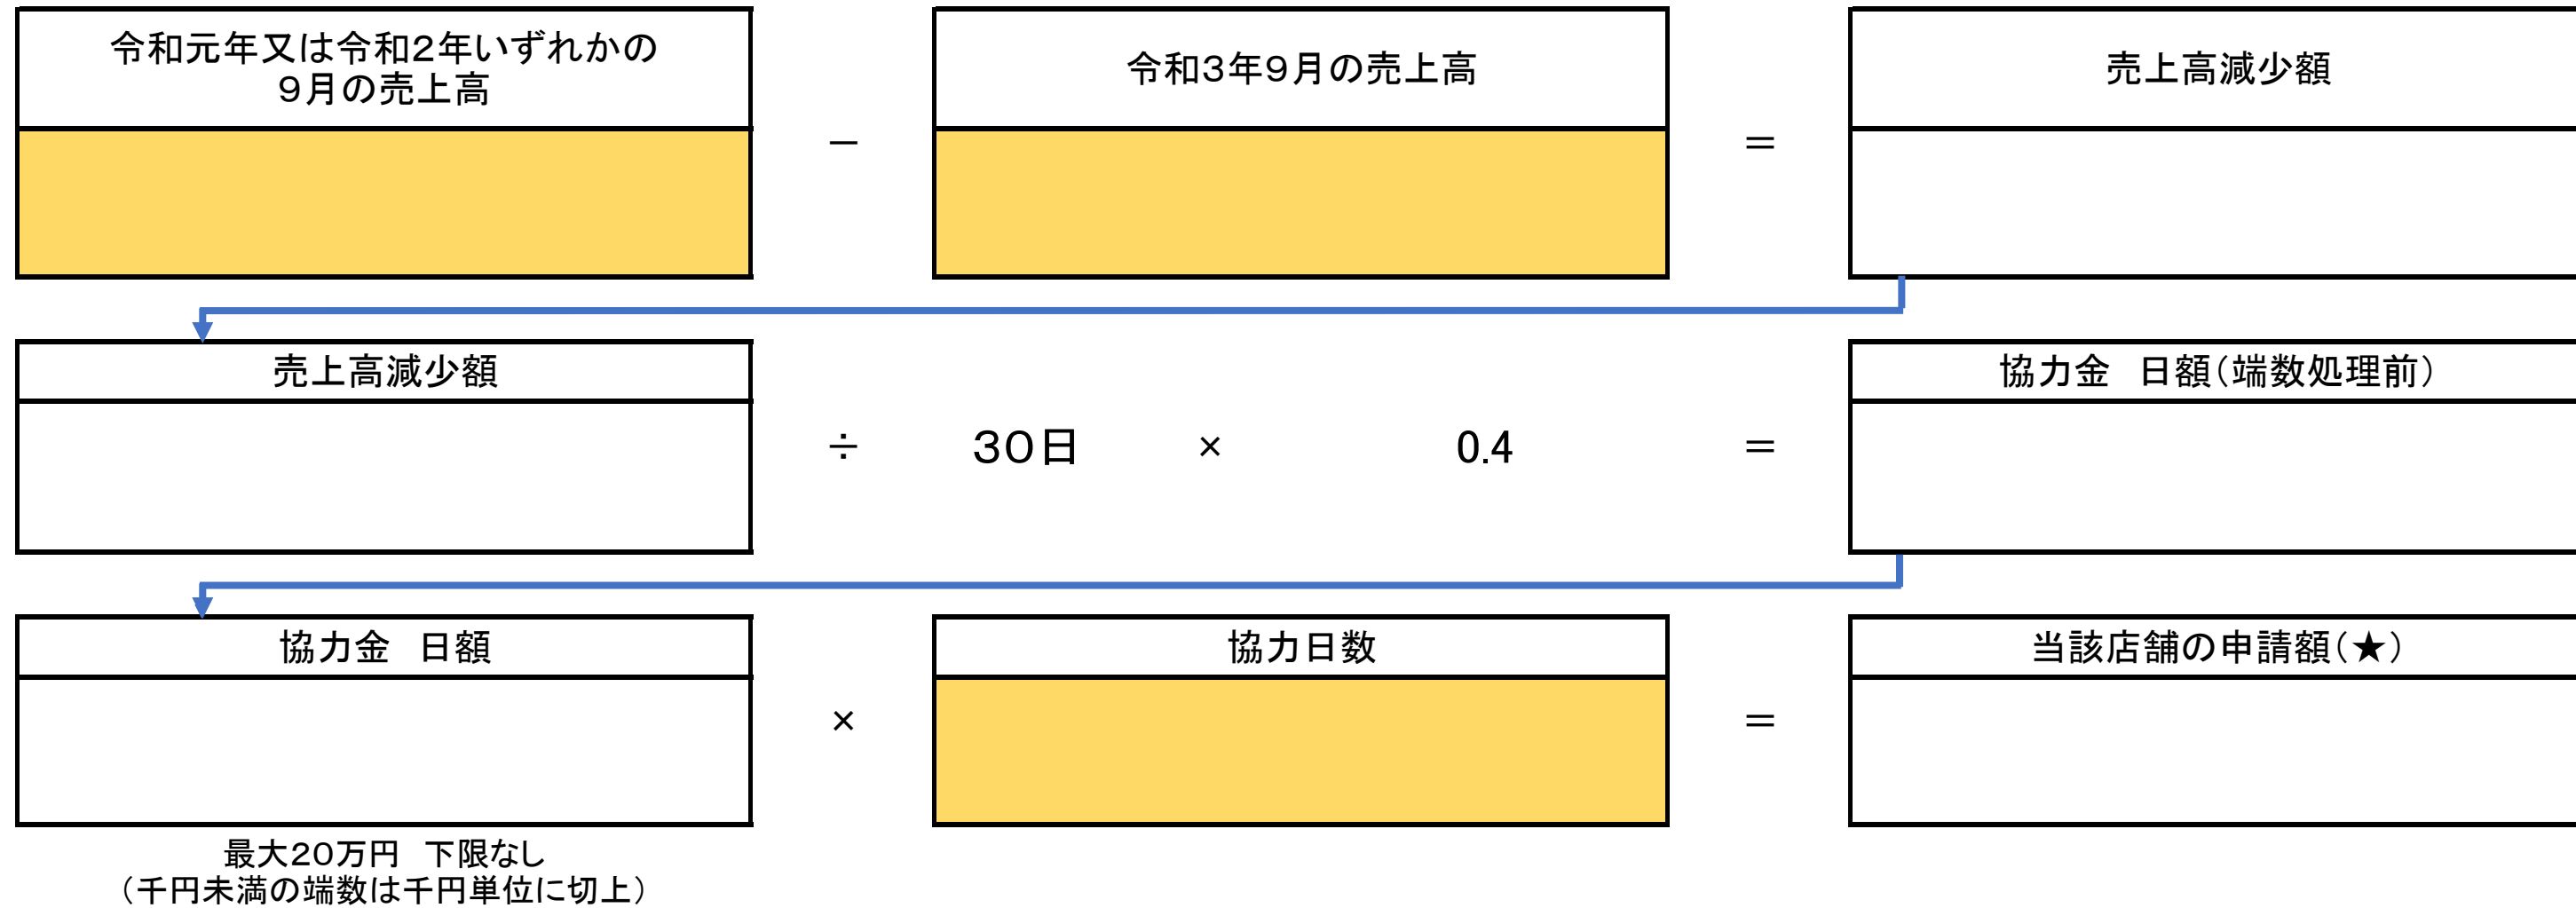 令和元年又は令和2年いずれかの
9月の売上高
－
令和3年9月の売上高
＝
売上高減少額
売上高減少額
÷
30日
×
0.4
＝
協力金　日額（端数処理前）
協力金　日額
×
協力日数
＝
当該店舗の申請額（★）
最大20万円　下限なし
（千円未満の端数は千円単位に切上）